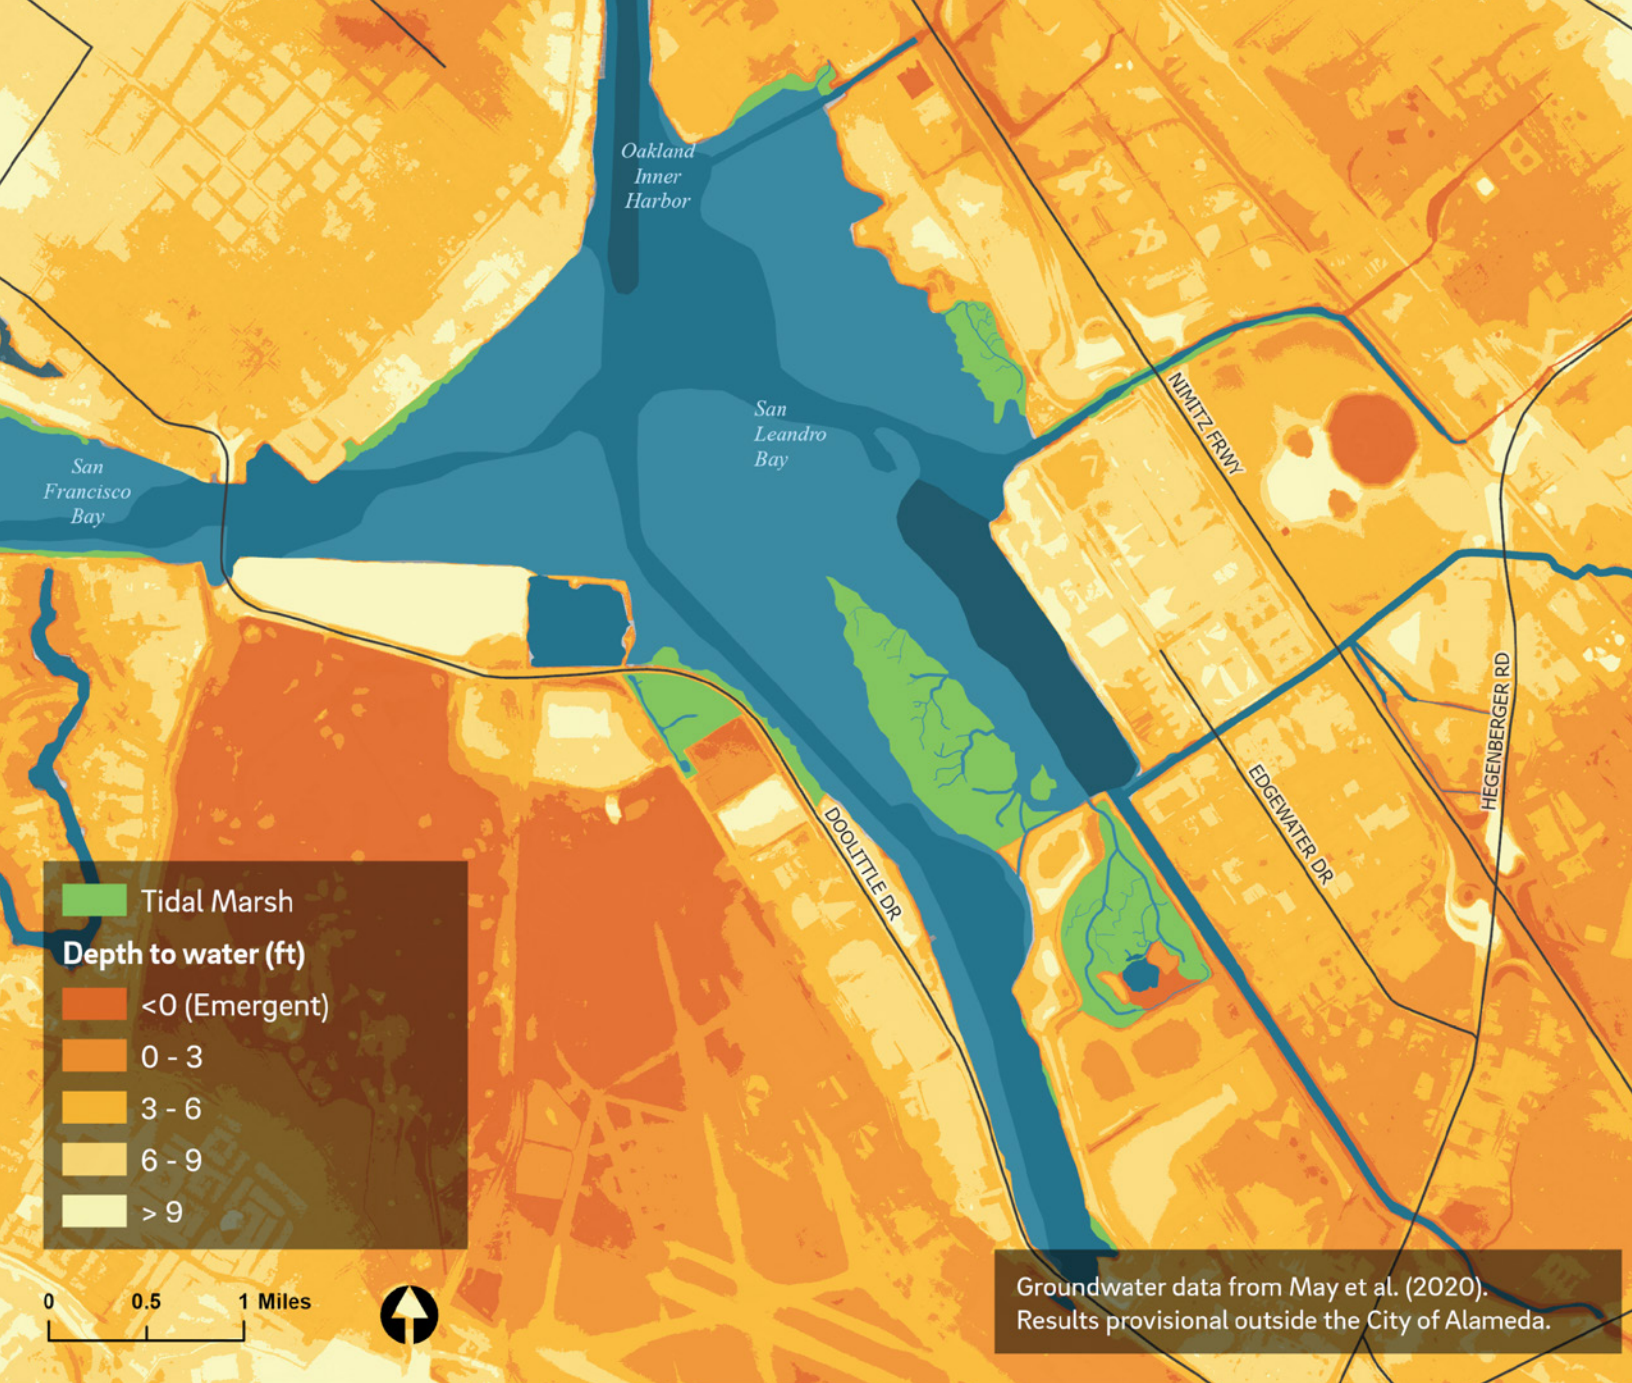 Oakland
Inner
Harbor
San
Leandro
Bay
San
Francisco
Bay
NIMITZ FRWY
HEGENBERGER RD
EDGEWATER DR
DOOLITTLE DR
Tidal Marsh
Depth to water (ft)
<0 (Emergent)
0 - 3
3 - 6
6 - 9
> 9
0 0.5 1 Miles
Groundwater data from May et al. (2020).
Results provisional outside the City of Alameda.